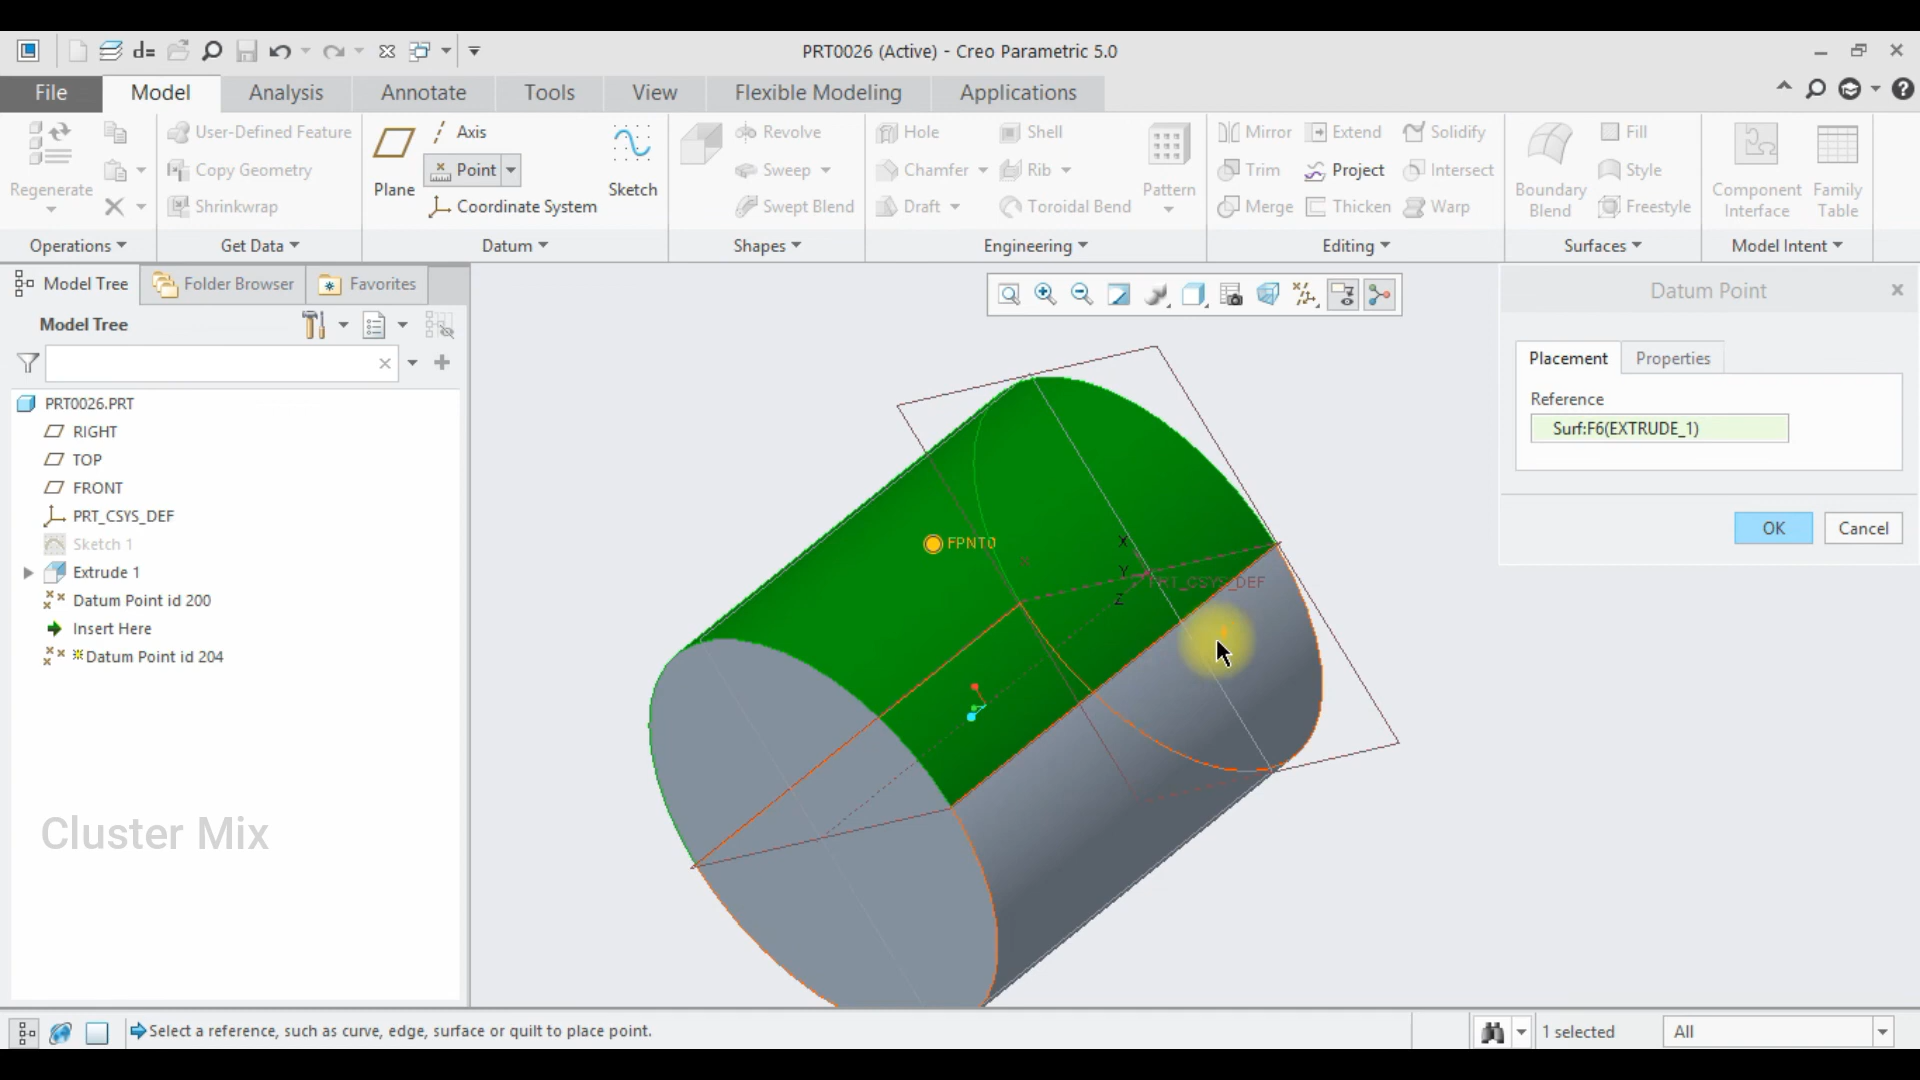 PRT0026 (Active) - Creo Parametric 5.0
File Model Analysis Annotate Tools View Flexible Modeling Applications
Regenerate
Operations
User-Defined Feature
Copy Geometry
Shrinkwrap
Get Data
Plane
Axis
Point
Coordinate System
Sketch
Datum
Revolve
Sweep
Swept Blend
Shapes
Hole
Chamfer
Draft
Shell
Rib
Toroidal Bend
Pattern
Engineering
Mirror
Trim
Merge
Extend
Project
Thicken
Solidify
Intersect
Warp
Editing
Boundary
Blend
Fill
Style
Freestyle
Surfaces
Component
Interface
Family
Table
Model Intent
Model Tree Folder Browser Favorites
Model Tree
PRT0026.PRT
RIGHT
TOP
FRONT
PRT_CSYS_DEF
Sketch 1
Extrude 1
Datum Point id 200
Insert Here
Datum Point id 204
Cluster Mix
FPNT0
X
Y
Z
PRT_CSYS_DEF
Datum Point
Placement Properties
Reference
Surf:F6(EXTRUDE_1)
OK Cancel
Select a reference, such as curve, edge, surface or quilt to place point.
1 selected
All